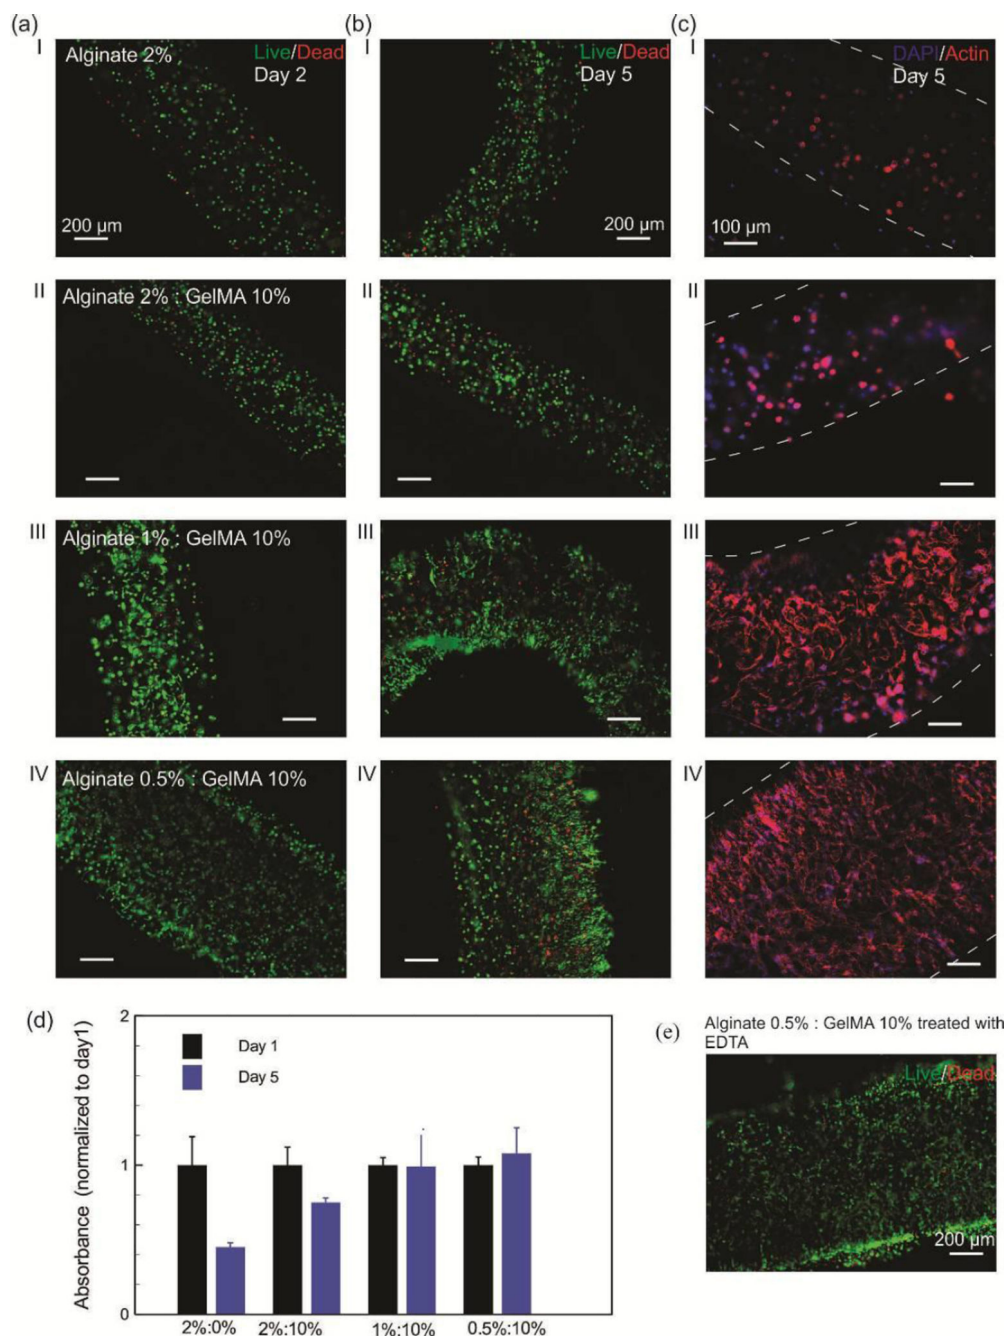 (a)
I
Alginate 2%
Live/Dead
Day 2
200 µm
(b)
I
Live/Dead
Day 5
200 µm
(c)
I
DAPI/Actin
Day 5
100 µm
II
Alginate 2% : GelMA 10%
II
II
III
Alginate 1% : GelMA 10%
III
III
IV
Alginate 0.5% : GelMA 10%
IV
IV
(d)
Absorbance (normalized to day1)
2
1
0
Day 1
Day 5
2%:0%
2%:10%
1%:10%
0.5%:10%
(e)
Alginate 0.5% : GelMA 10% treated with
EDTA
Live/Dead
200 µm